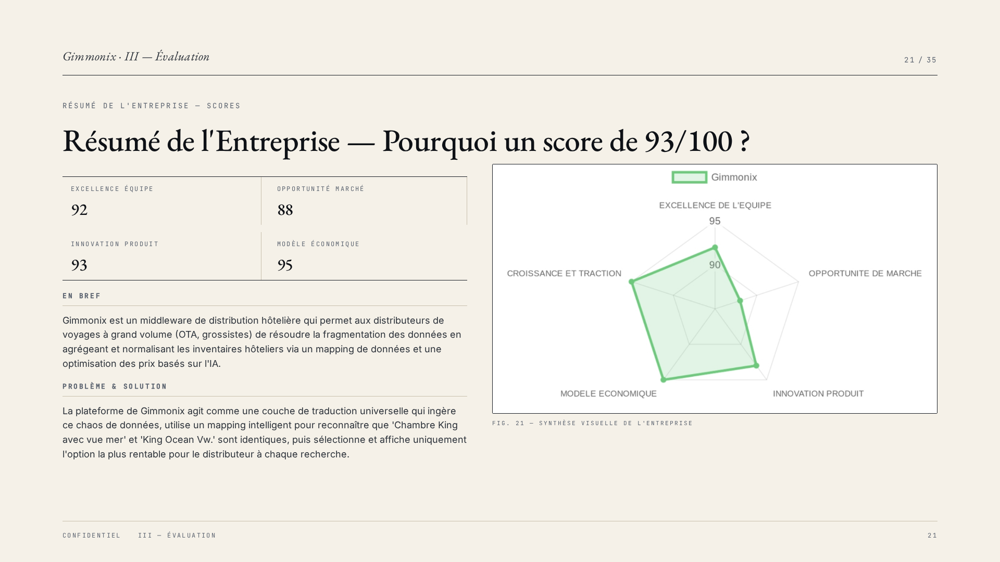 Gimmonix · III — Évaluation
21 / 35
RÉSUMÉ DE L'ENTREPRISE — SCORES
Résumé de l'Entreprise — Pourquoi un score de 93/100 ?
EXCELLENCE ÉQUIPE
92
OPPORTUNITÉ MARCHÉ
88
INNOVATION PRODUIT
93
MODÈLE ÉCONOMIQUE
95
EN BREF
Gimmonix est un middleware de distribution hôtelière qui permet aux distributeurs de
voyages à grand volume (OTA, grossistes) de résoudre la fragmentation des données en
agrégeant et normalisant les inventaires hôteliers via un mapping de données et une
optimisation des prix basés sur l'IA.
PROBLÈME & SOLUTION
La plateforme de Gimmonix agit comme une couche de traduction universelle qui ingère
ce chaos de données, utilise un mapping intelligent pour reconnaître que 'Chambre King
avec vue mer' et 'King Ocean Vw.' sont identiques, puis sélectionne et affiche uniquement
l'option la plus rentable pour le distributeur à chaque recherche.
Gimmonix
EXCELLENCE DE L'EQUIPE
95
90
CROISSANCE ET TRACTION
OPPORTUNITE DE MARCHE
MODELE ECONOMIQUE
INNOVATION PRODUIT
FIG. 21 — SYNTHÈSE VISUELLE DE L'ENTREPRISE
CONFIDENTIEL
III — ÉVALUATION
21